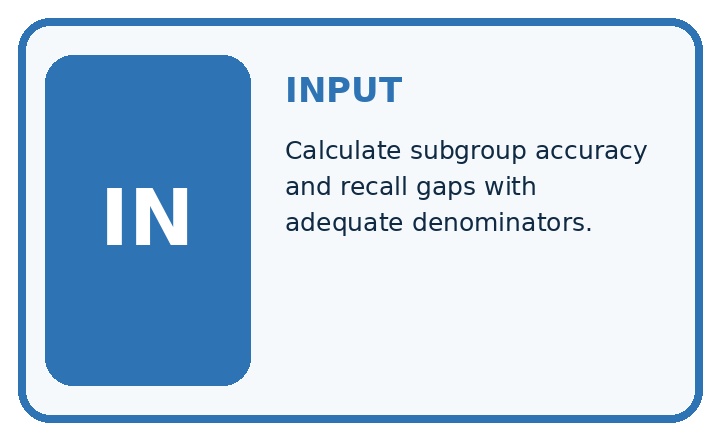 IN
INPUT
Calculate subgroup accuracy
and recall gaps with
adequate denominators.